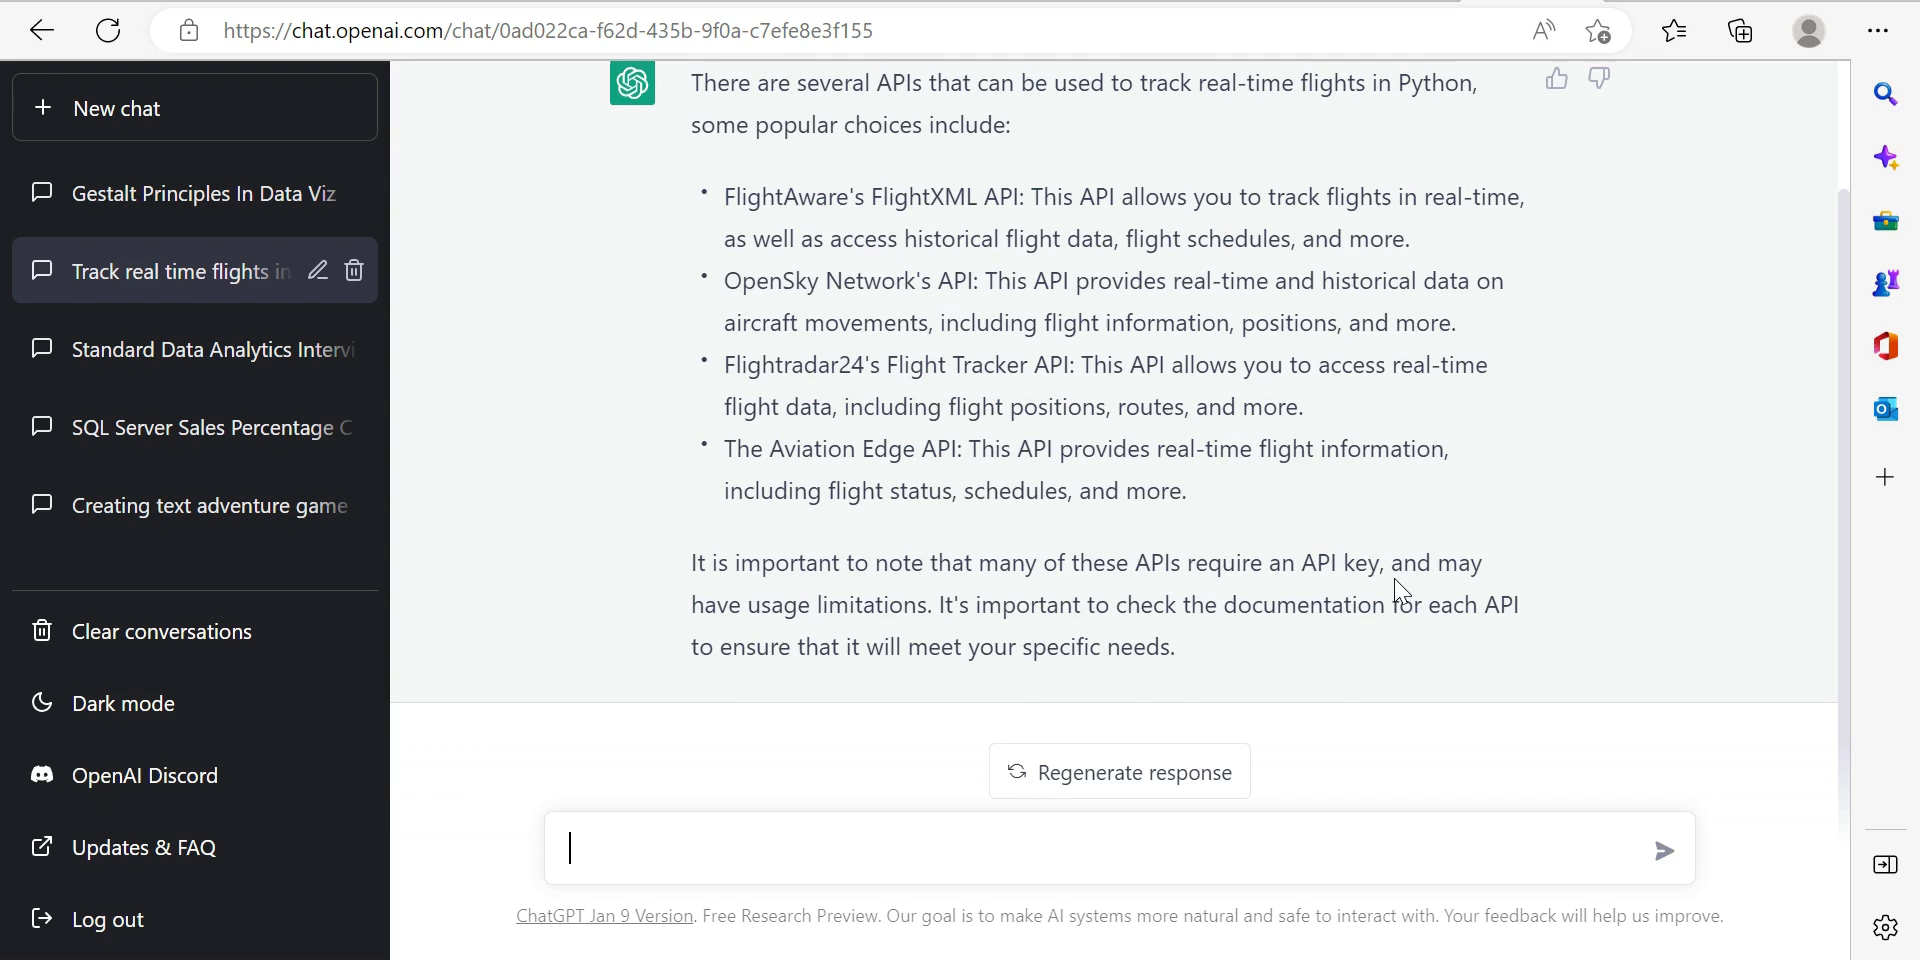 https://chat.openai.com/chat/0ad022ca-f62d-435b-9f0a-c7efe8e3f155
New chat
Gestalt Principles In Data Viz
Track real time flights in
Standard Data Analytics Intervi
SQL Server Sales Percentage C
Creating text adventure game
Clear conversations
Dark mode
OpenAI Discord
Updates & FAQ
Log out
There are several APIs that can be used to track real-time flights in Python,
some popular choices include:
• FlightAware's FlightXML API: This API allows you to track flights in real-time,
as well as access historical flight data, flight schedules, and more.
• OpenSky Network's API: This API provides real-time and historical data on
aircraft movements, including flight information, positions, and more.
• Flightradar24's Flight Tracker API: This API allows you to access real-time
flight data, including flight positions, routes, and more.
• The Aviation Edge API: This API provides real-time flight information,
including flight status, schedules, and more.
It is important to note that many of these APIs require an API key, and may
have usage limitations. It's important to check the documentation for each API
to ensure that it will meet your specific needs.
Regenerate response
ChatGPT Jan 9 Version. Free Research Preview. Our goal is to make AI systems more natural and safe to interact with. Your feedback will help us improve.